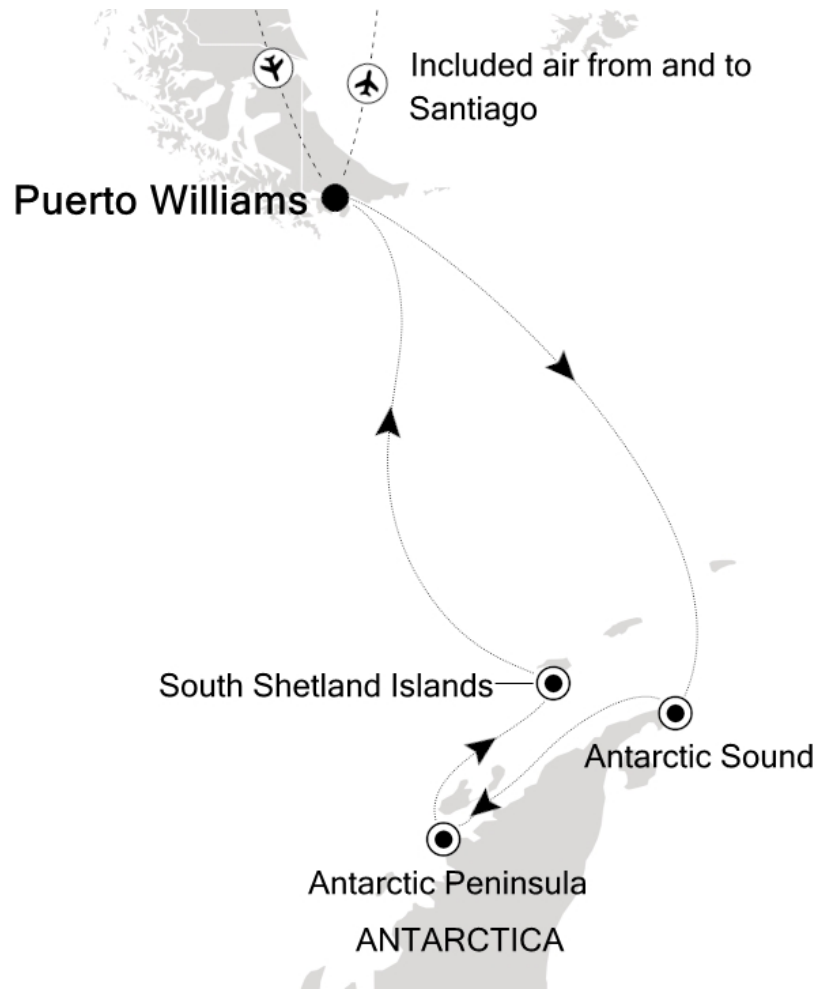 Included air from and to
Santiago
Puerto Williams
South Shetland Islands
Antarctic Sound
Antarctic Peninsula
ANTARCTICA